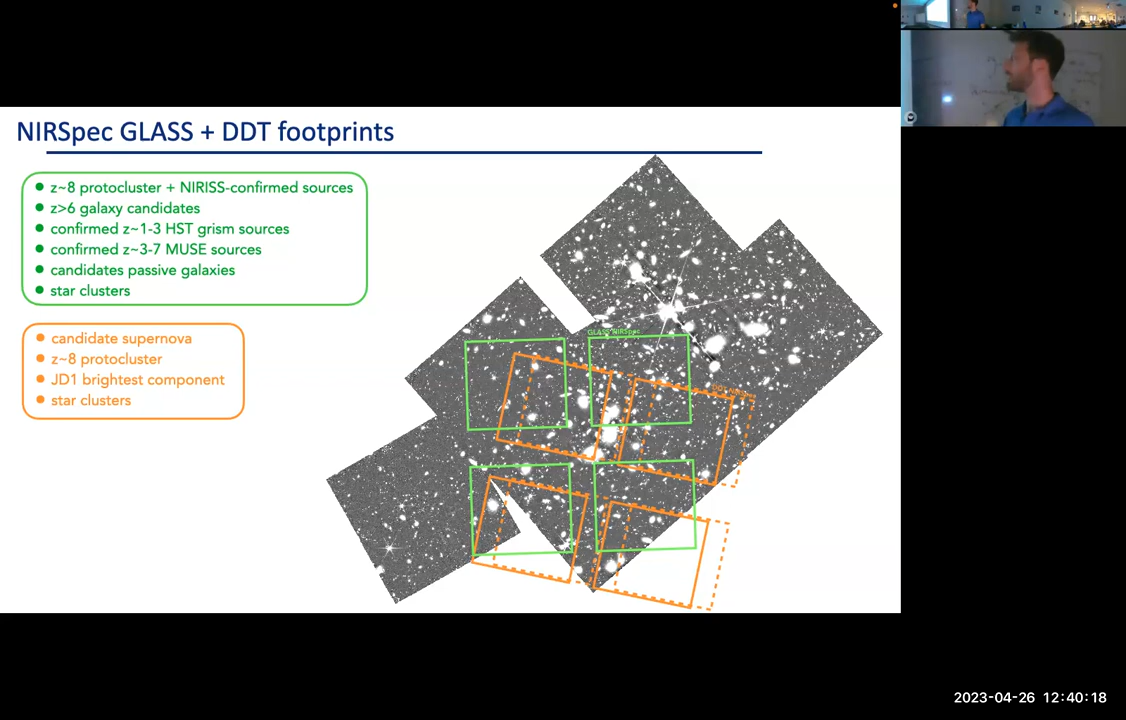 NIRSpec GLASS + DDT footprints
z~8 protocluster + NIRISS-confirmed sources
z>6 galaxy candidates
confirmed z~1-3 HST grism sources
confirmed z~3-7 MUSE sources
candidates passive galaxies
star clusters
candidate supernova
z~8 protocluster
JD1 brightest component
star clusters
GLASS NIRSpec
DDT NIRSpec
2023-04-26 12:40:18